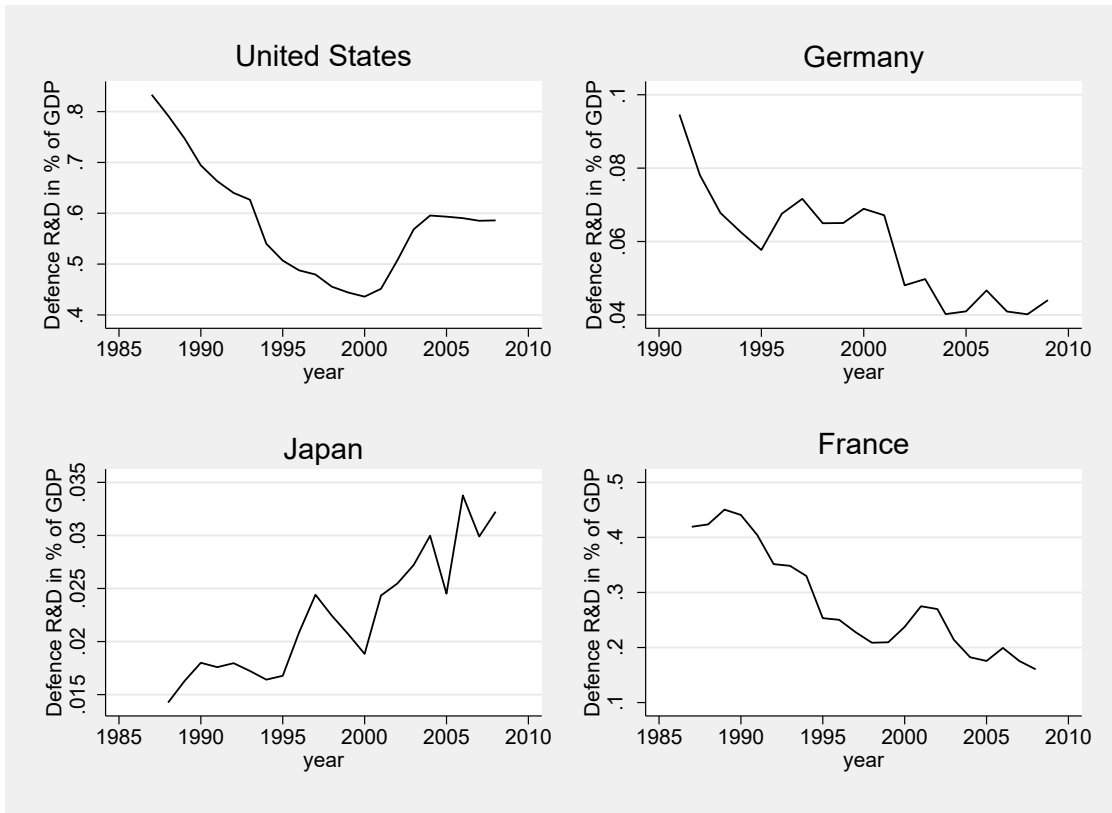 United States
Defence R&D in % of GDP
.8
.7
.6
.5
.4
1985 1990 1995 2000 2005 2010
year
Germany
Defence R&D in % of GDP
.1
.08
.06
.04
1990 1995 2000 2005 2010
year
Japan
Defence R&D in % of GDP
.035
.03
.025
.02
.015
1985 1990 1995 2000 2005 2010
year
France
Defence R&D in % of GDP
.5
.4
.3
.2
.1
1985 1990 1995 2000 2005 2010
year